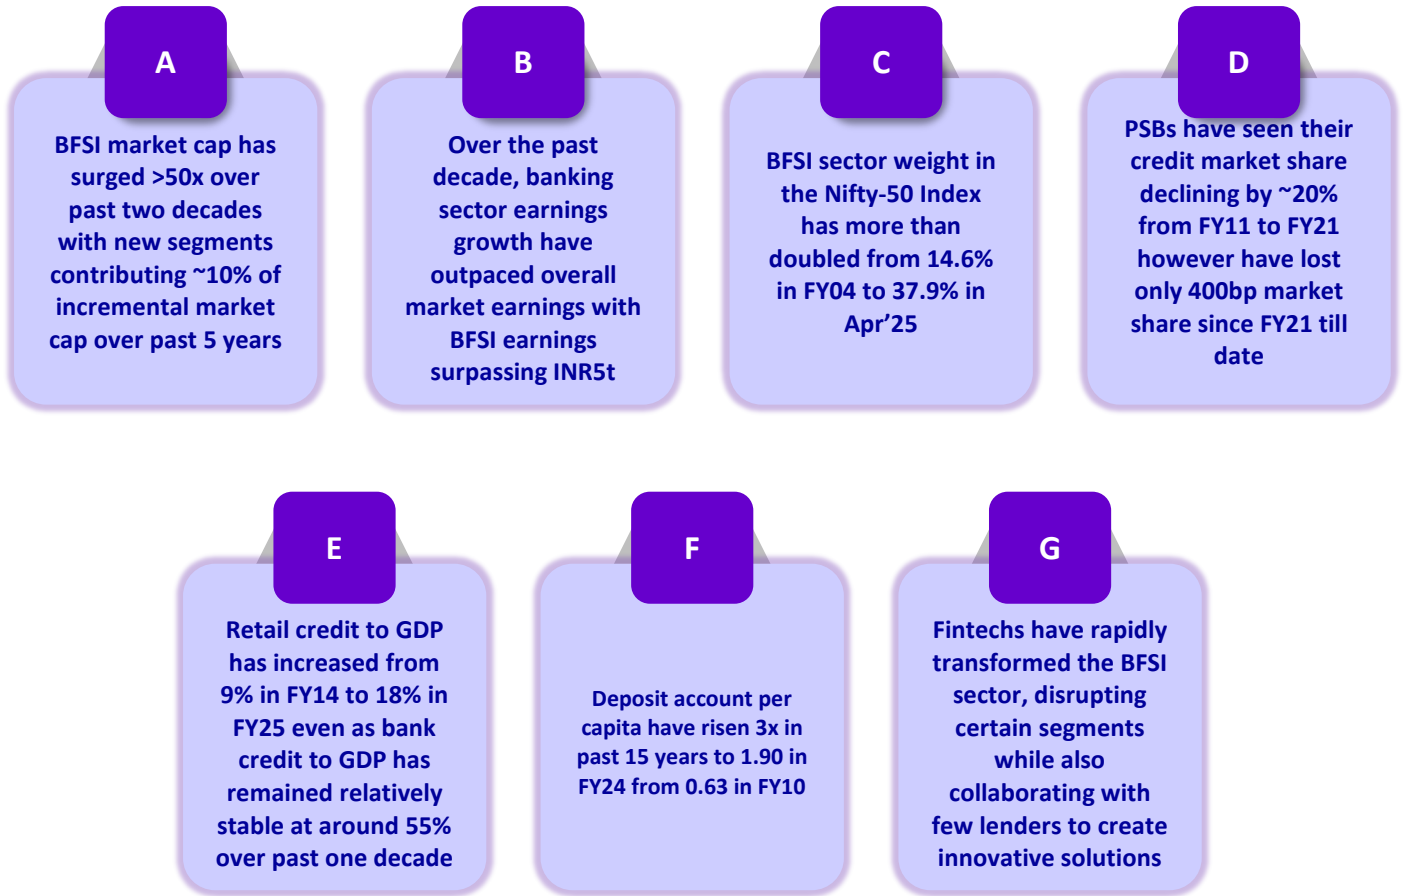 A
BFSI market cap has
surged >50x over
past two decades
with new segments
contributing ~10% of
incremental market
cap over past 5 years
B
Over the past
decade, banking
sector earnings
growth have
outpaced overall
market earnings with
BFSI earnings
surpassing INR5t
C
BFSI sector weight in
the Nifty-50 Index
has more than
doubled from 14.6%
in FY04 to 37.9% in
Apr’25
D
PSBs have seen their
credit market share
declining by ~20%
from FY11 to FY21
however have lost
only 400bp market
share since FY21 till
date
E
Retail credit to GDP
has increased from
9% in FY14 to 18% in
FY25 even as bank
credit to GDP has
remained relatively
stable at around 55%
over past one decade
F
Deposit account per
capita have risen 3x in
past 15 years to 1.90 in
FY24 from 0.63 in FY10
G
Fintechs have rapidly
transformed the BFSI
sector, disrupting
certain segments
while also
collaborating with
few lenders to create
innovative solutions